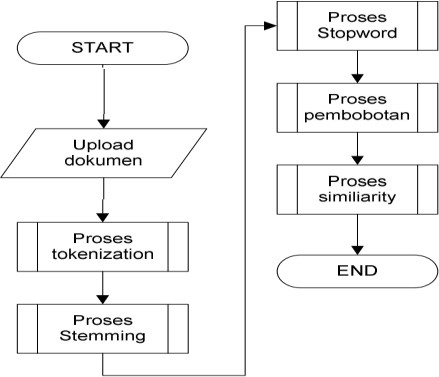 START
Upload
dokumen
Proses
tokenization
Proses
Stemming
Proses
Stopword
Proses
pembobotan
Proses
similiarity
END